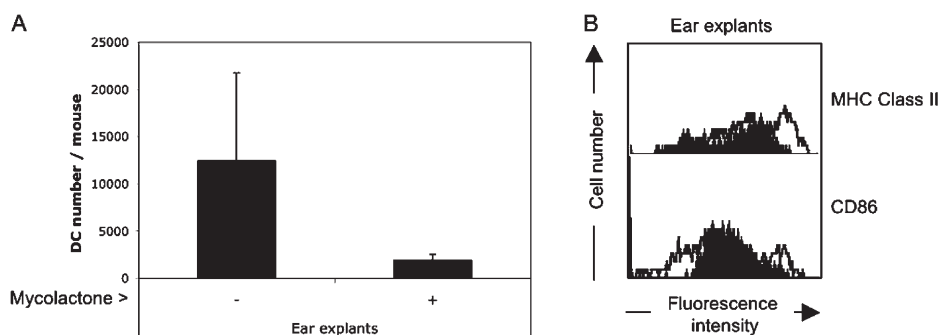 A
DC number / mouse
25000
20000
15000
10000
5000
0
Mycolactone >
-
+
Ear explants
B
Ear explants
Cell number
MHC Class II
CD86
Fluorescence
intensity